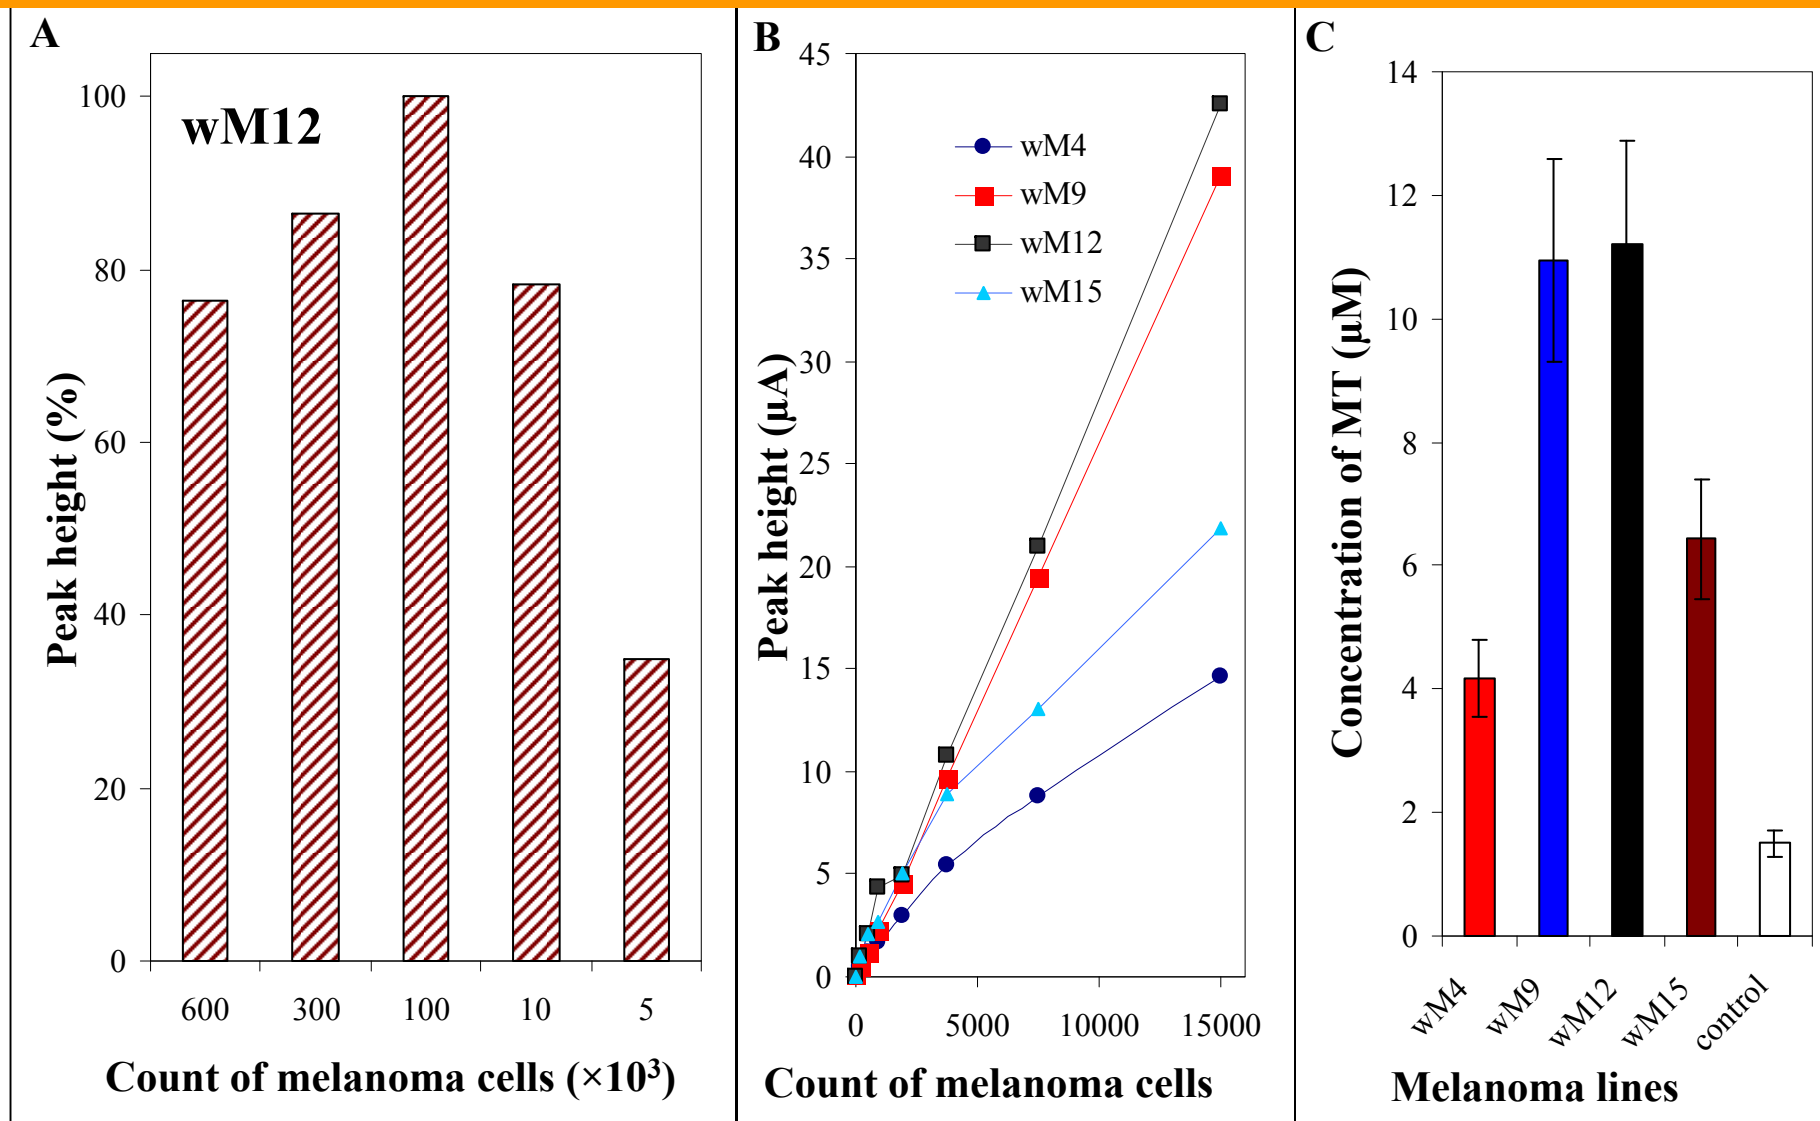 A
wM12
100
80
60
40
20
0
Peak height (%)
600 300 100 10 5
Count of melanoma cells (×10³)
B
45
40
35
30
25
20
15
10
5
0
Peak height (µA)
wM4
wM9
wM12
wM15
0 5000 10000 15000
Count of melanoma cells
C
14
12
10
8
6
4
2
0
Concentration of MT (µM)
wM4 wM9 wM12 wM15 control
Melanoma lines